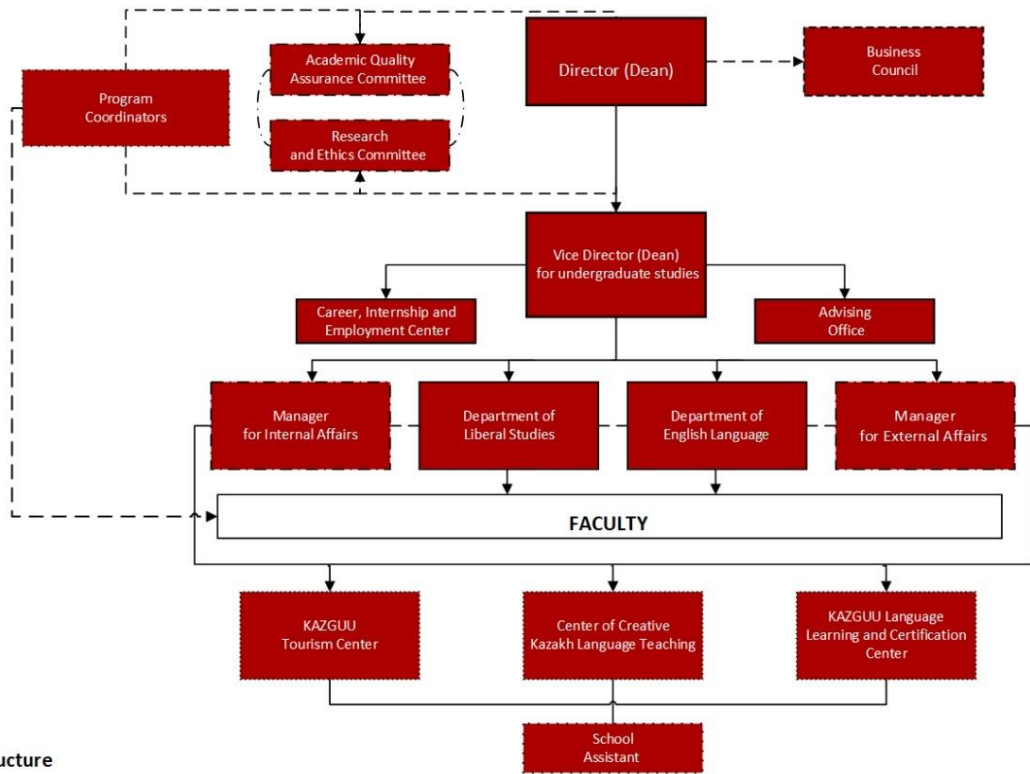 Director (Dean)
Business
Council
Academic Quality
Assurance Committee
Program
Coordinators
Research
and Ethics Committee
Vice Director (Dean)
for undergraduate studies
Career, Internship and
Employment Center
Advising
Office
Manager
for Internal Affairs
Department of
Liberal Studies
Department of
English Language
Manager
for External Affairs
FACULTY
KAZGUU
Tourism Center
Center of Creative
Kazakh Language Teaching
KAZGUU Language
Learning and Certification
Center
School
Assistant
ucture